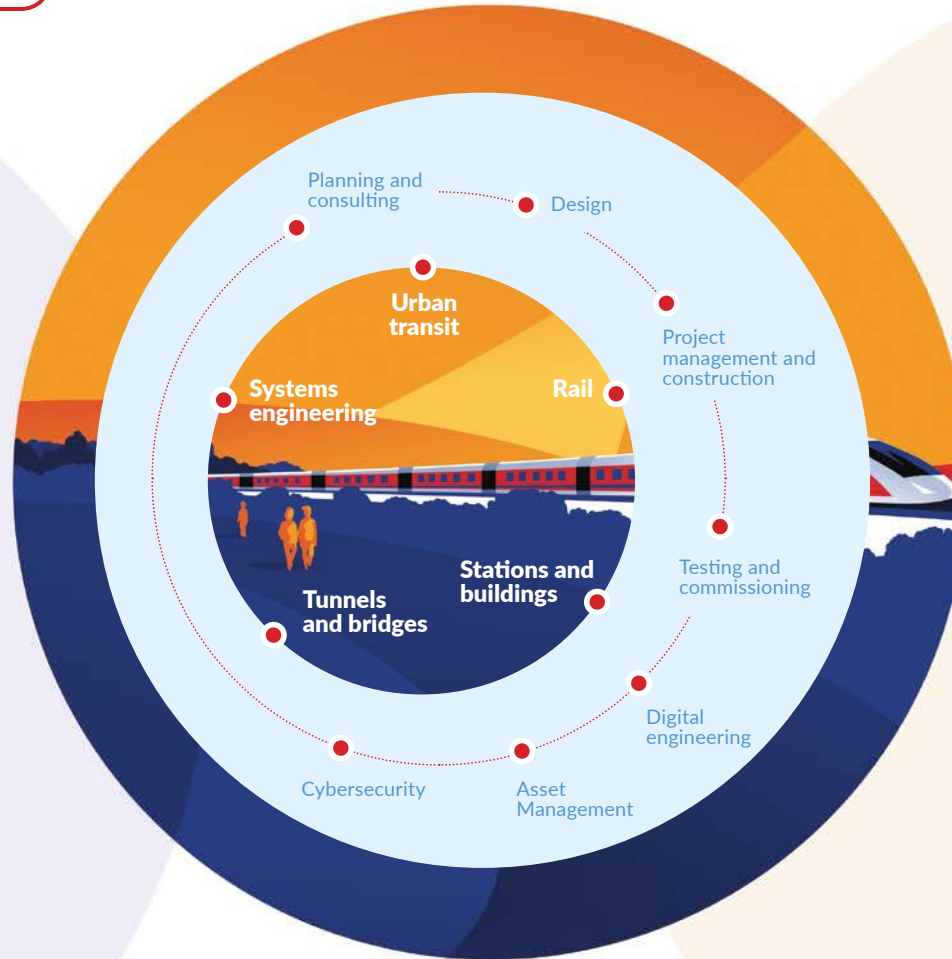 Planning and
consulting
Design
Project
management and
construction
Testing and
commissioning
Digital
engineering
Asset
Management
Cybersecurity
Urban
transit
Rail
Stations and
buildings
Tunnels
and bridges
Systems
engineering